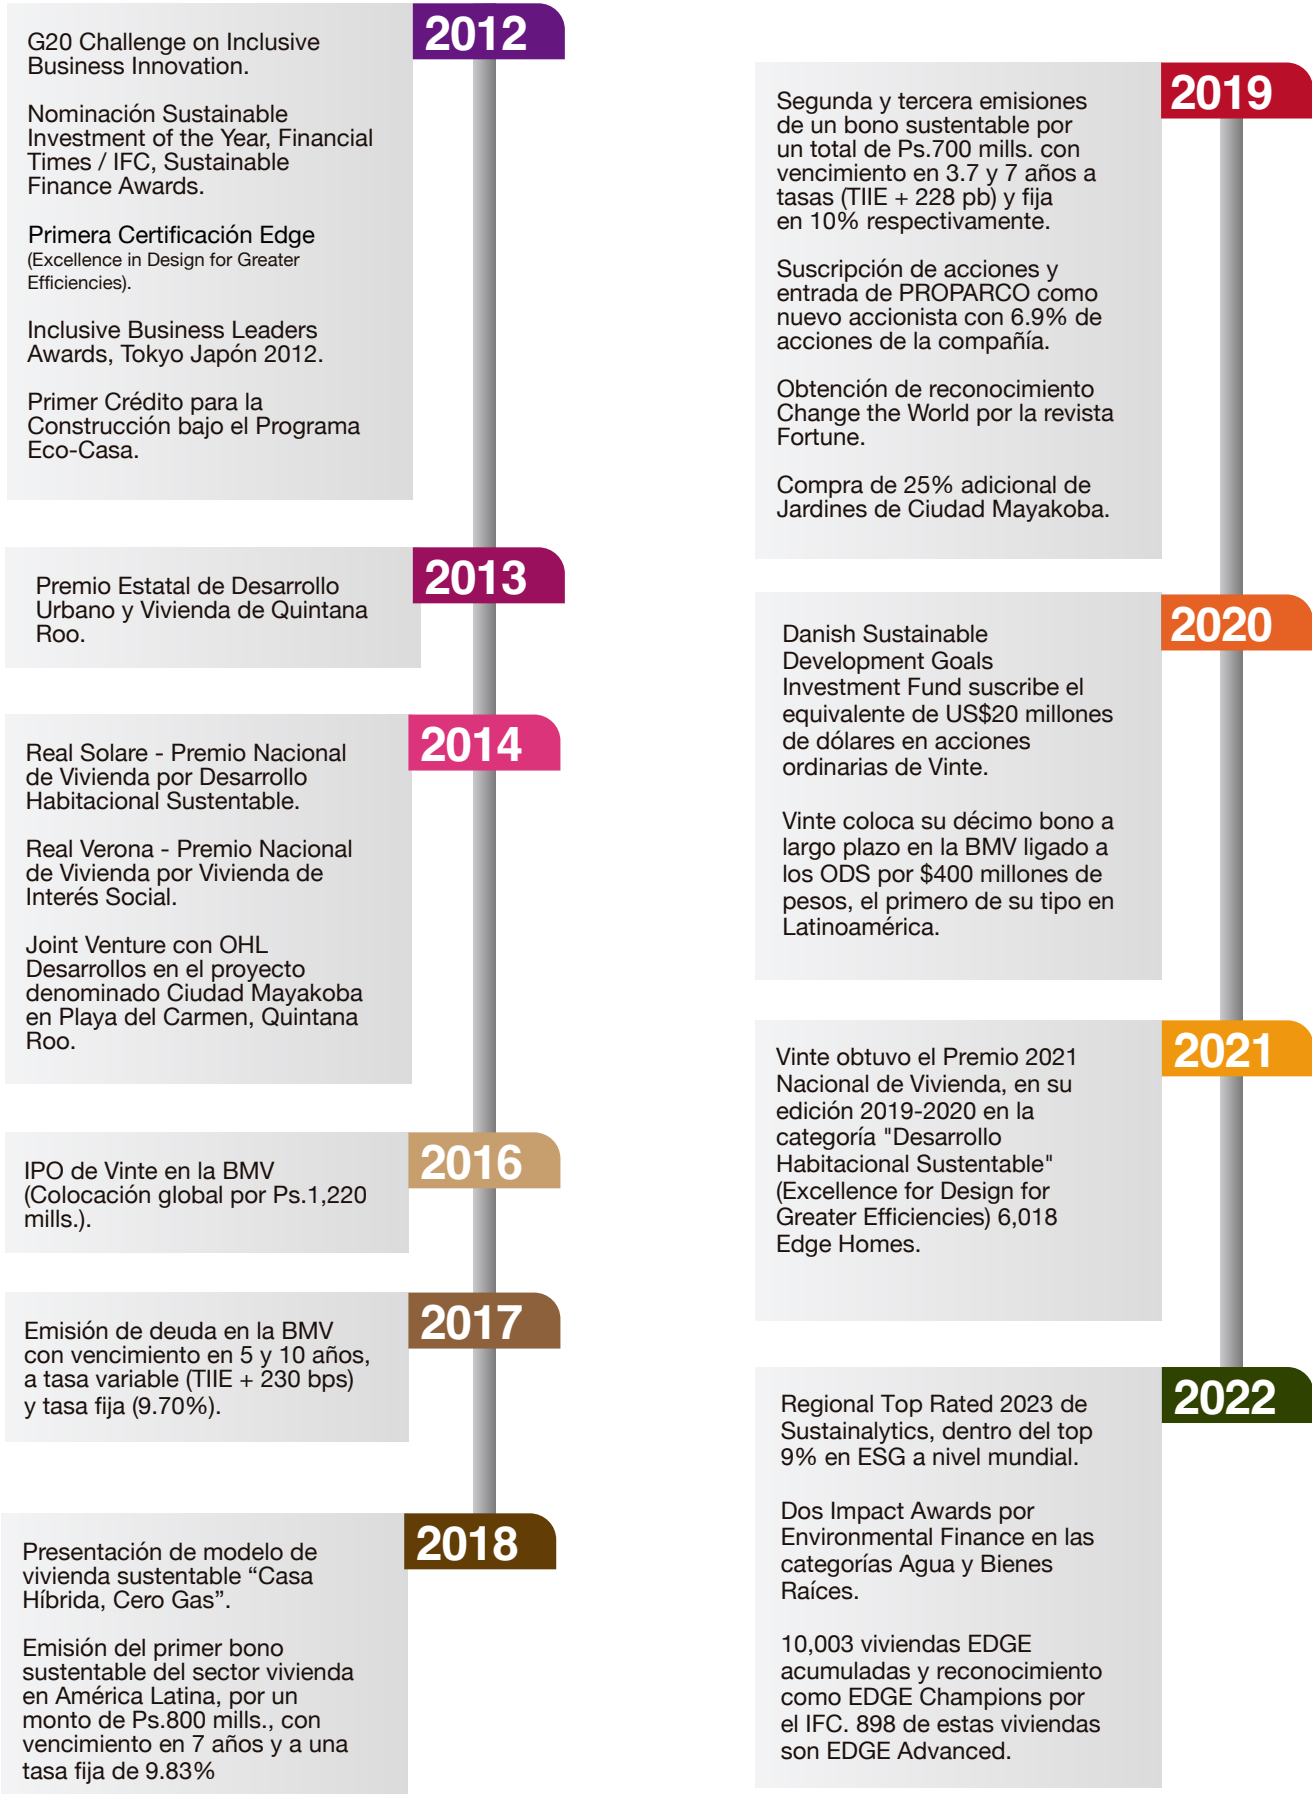 2012
G20 Challenge on Inclusive
Business Innovation.
Nominación Sustainable
Investment of the Year, Financial
Times / IFC, Sustainable
Finance Awards.
Primera Certificación Edge
(Excellence in Design for Greater
Efficiencies).
Inclusive Business Leaders
Awards, Tokyo Japón 2012.
Primer Crédito para la
Construcción bajo el Programa
Eco-Casa.
2013
Premio Estatal de Desarrollo
Urbano y Vivienda de Quintana
Roo.
2014
Real Solare - Premio Nacional
de Vivienda por Desarrollo
Habitacional Sustentable.
Real Verona - Premio Nacional
de Vivienda por Vivienda de
Interés Social.
Joint Venture con OHL
Desarrollos en el proyecto
denominado Ciudad Mayakoba
en Playa del Carmen, Quintana
Roo.
2016
IPO de Vinte en la BMV
(Colocación global por Ps.1,220
mills.).
2017
Emisión de deuda en la BMV
con vencimiento en 5 y 10 años,
a tasa variable (TIIE + 230 bps)
y tasa fija (9.70%).
2018
Presentación de modelo de
vivienda sustentable “Casa
Híbrida, Cero Gas”.
Emisión del primer bono
sustentable del sector vivienda
en América Latina, por un
monto de Ps.800 mills., con
vencimiento en 7 años y a una
tasa fija de 9.83%
2019
Segunda y tercera emisiones
de un bono sustentable por
un total de Ps.700 mills. con
vencimiento en 3.7 y 7 años a
tasas (TIIE + 228 pb) y fija
en 10% respectivamente.
Suscripción de acciones y
entrada de PROPARCO como
nuevo accionista con 6.9% de
acciones de la compañía.
Obtención de reconocimiento
Change the World por la revista
Fortune.
Compra de 25% adicional de
Jardines de Ciudad Mayakoba.
2020
Danish Sustainable
Development Goals
Investment Fund suscribe el
equivalente de US$20 millones
de dólares en acciones
ordinarias de Vinte.
Vinte coloca su décimo bono a
largo plazo en la BMV ligado a
los ODS por $400 millones de
pesos, el primero de su tipo en
Latinoamérica.
2021
Vinte obtuvo el Premio 2021
Nacional de Vivienda, en su
edición 2019-2020 en la
categoría "Desarrollo
Habitacional Sustentable"
(Excellence for Design for
Greater Efficiencies) 6,018
Edge Homes.
2022
Regional Top Rated 2023 de
Sustainalytics, dentro del top
9% en ESG a nivel mundial.
Dos Impact Awards por
Environmental Finance en las
categorías Agua y Bienes
Raíces.
10,003 viviendas EDGE
acumuladas y reconocimiento
como EDGE Champions por
el IFC. 898 de estas viviendas
son EDGE Advanced.